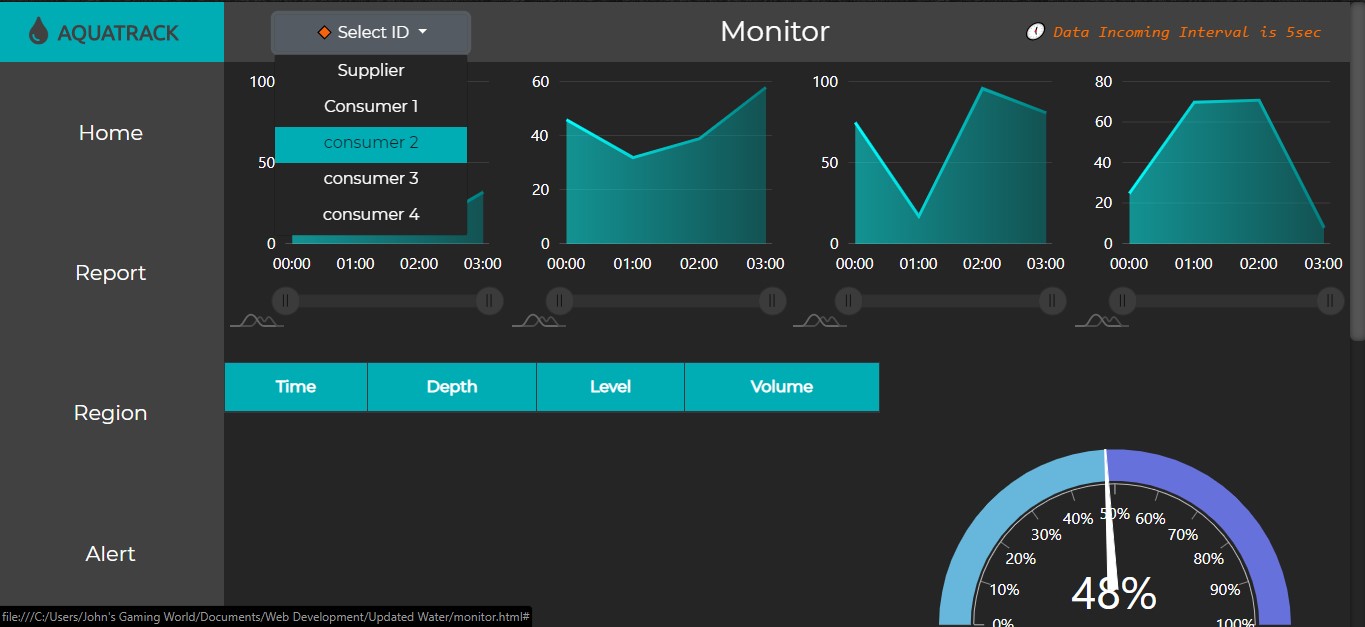 AQUATRACK
Select ID
Monitor
Data Incoming Interval is 5sec
Supplier
Consumer 1
consumer 2
consumer 3
consumer 4
Home
Report
Region
Alert
100
50
0
00:00 01:00 02:00 03:00
60
40
20
0
00:00 01:00 02:00 03:00
100
50
0
00:00 01:00 02:00 03:00
80
60
40
20
0
00:00 01:00 02:00 03:00
Time Depth Level Volume
0%
10%
20%
30%
40%
50%
60%
70%
80%
90%
100%
48%
file:///C:/Users/John's Gaming World/Documents/Web Development/Updated Water/monitor.html#